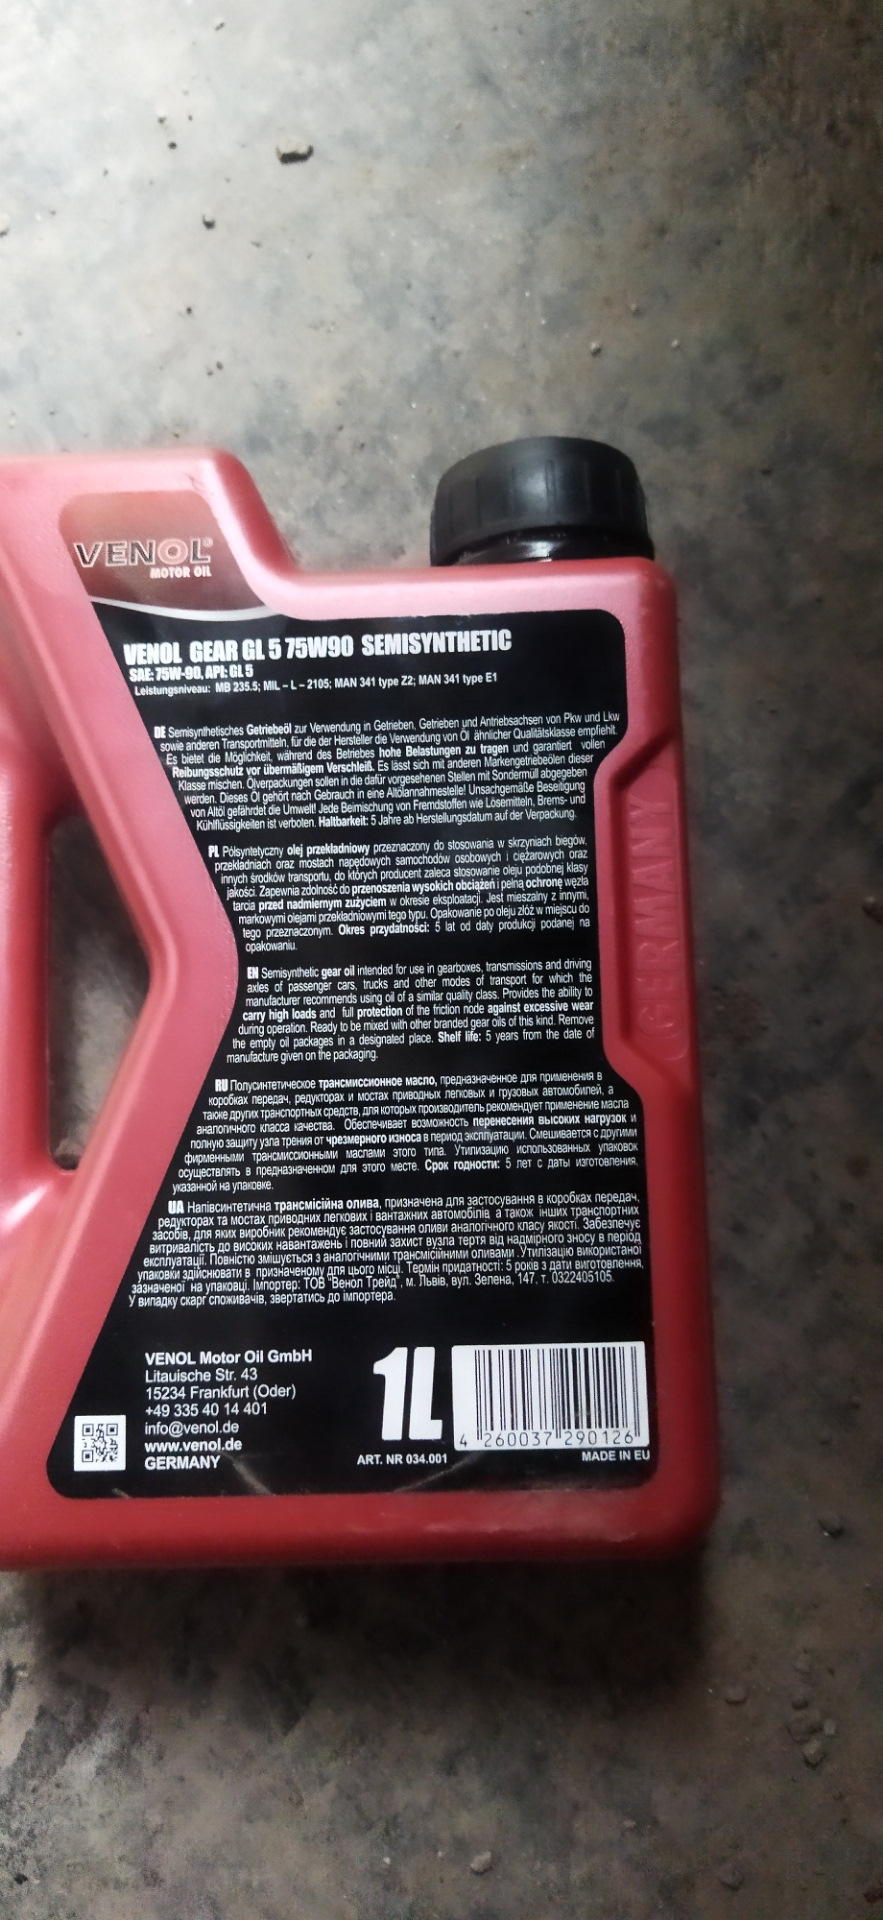 VENOL®
MOTOR OIL
VENOL GEAR GL 5 75W90 SEMISYNTHETIC
SAE: 75W-90, API: GL 5
Leistungsniveau: MB 235.5; MIL – L – 2105; MAN 341 type Z2; MAN 341 type E1
DE Semisynthetisches Getriebeöl zur Verwendung in Getrieben, Getrieben und Antriebsachsen von Pkw und Lkw
sowie anderen Transportmitteln, für die der Hersteller die Verwendung von Öl ähnlicher Qualitätsklasse empfiehlt.
Es bietet die Möglichkeit, während des Betriebes hohe Belastungen zu tragen und garantiert vollen
Reibungsschutz vor übermäßigem Verschleiß. Es lässt sich mit anderen Markengetriebeölen dieser
Klasse mischen. Ölverpackungen sollen in die dafür vorgesehenen Stellen mit Sondermüll abgegeben
werden. Dieses Öl gehört nach Gebrauch in eine Altölannahmestelle! Unsachgemäße Beseitigung
von Altöl gefährdet die Umwelt! Jede Beimischung von Fremdstoffen wie Lösemitteln, Brems- und
Kühlflüssigkeiten ist verboten. Haltbarkeit: 5 Jahre ab Herstellungsdatum auf der Verpackung.
PL Półsyntetyczny olej przekładniowy przeznaczony do stosowania w skrzyniach biegów,
przekładniach oraz mostach napędowych samochodów osobowych i ciężarowych oraz
innych środków transportu, do których producent zaleca stosowanie oleju podobnej klasy
jakości. Zapewnia zdolność do przenoszenia wysokich obciążeń i pełną ochronę węzła
tarcia przed nadmiernym zużyciem w okresie eksploatacji. Jest mieszalny z innymi,
markowymi olejami przekładniowymi tego typu. Opakowanie po oleju złóż w miejscu do
tego przeznaczonym. Okres przydatności: 5 lat od daty produkcji podanej na
opakowaniu.
EN Semisynthetic gear oil intended for use in gearboxes, transmissions and driving
axles of passenger cars, trucks and other modes of transport for which the
manufacturer recommends using oil of a similar quality class. Provides the ability to
carry high loads and full protection of the friction node against excessive wear
during operation. Ready to be mixed with other branded gear oils of this kind. Remove
the empty oil packages in a designated place. Shelf life: 5 years from the date of
manufacture given on the packaging.
RU Полусинтетическое трансмиссионное масло, предназначенное для применения в
коробках передач, редукторах и мостах приводных легковых и грузовых автомобилей, а
также других транспортных средств, для которых производитель рекомендует применение масла
аналогичного класса качества. Обеспечивает возможность перенесения высоких нагрузок и
полную защиту узла трения от чрезмерного износа в период эксплуатации. Смешивается с другими
фирменными трансмиссионными маслами этого типа. Утилизацию использованных упаковок
осуществлять в предназначенном для этого месте. Срок годности: 5 лет с даты изготовления,
указанной на упаковке.
UA Напівсинтетична трансмісійна олива, призначена для застосування в коробках передач,
редукторах та мостах приводних легкових і вантажних автомобілів, а також інших транспортних
засобів, для яких виробник рекомендує застосування оливи аналогічного класу якості. Забезпечує
витривалість до високих навантажень і повний захист вузла тертя від надмірного зносу в період
експлуатації. Повністю змішується з аналогічними трансмісійними оливами. Утилізацію використаної
упаковки здійснювати в призначеному для цього місці. Термін придатності: 5 років з дати виготовлення,
зазначеної на упаковці. Імпортер: ТОВ "Венол Трейд", м. Львів, вул. Зелена, 147, т. 0322405105.
У випадку скарг споживачів, звертатись до імпортера.
VENOL Motor Oil GmbH
Litauische Str. 43
15234 Frankfurt (Oder)
+49 335 40 14 401
info@venol.de
www.venol.de
GERMANY
1L
ART. NR 034.001
4 260037 290126
MADE IN EU
GERMANY